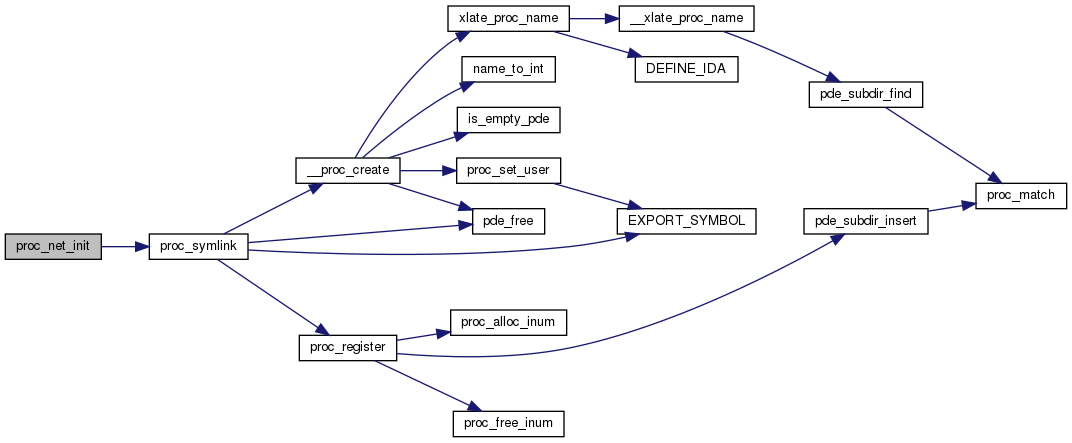 xlate_proc_name
__xlate_proc_name
name_to_int
DEFINE_IDA
pde_subdir_find
is_empty_pde
__proc_create
proc_set_user
proc_match
pde_free
EXPORT_SYMBOL
pde_subdir_insert
proc_net_init
proc_symlink
proc_alloc_inum
proc_register
proc_free_inum